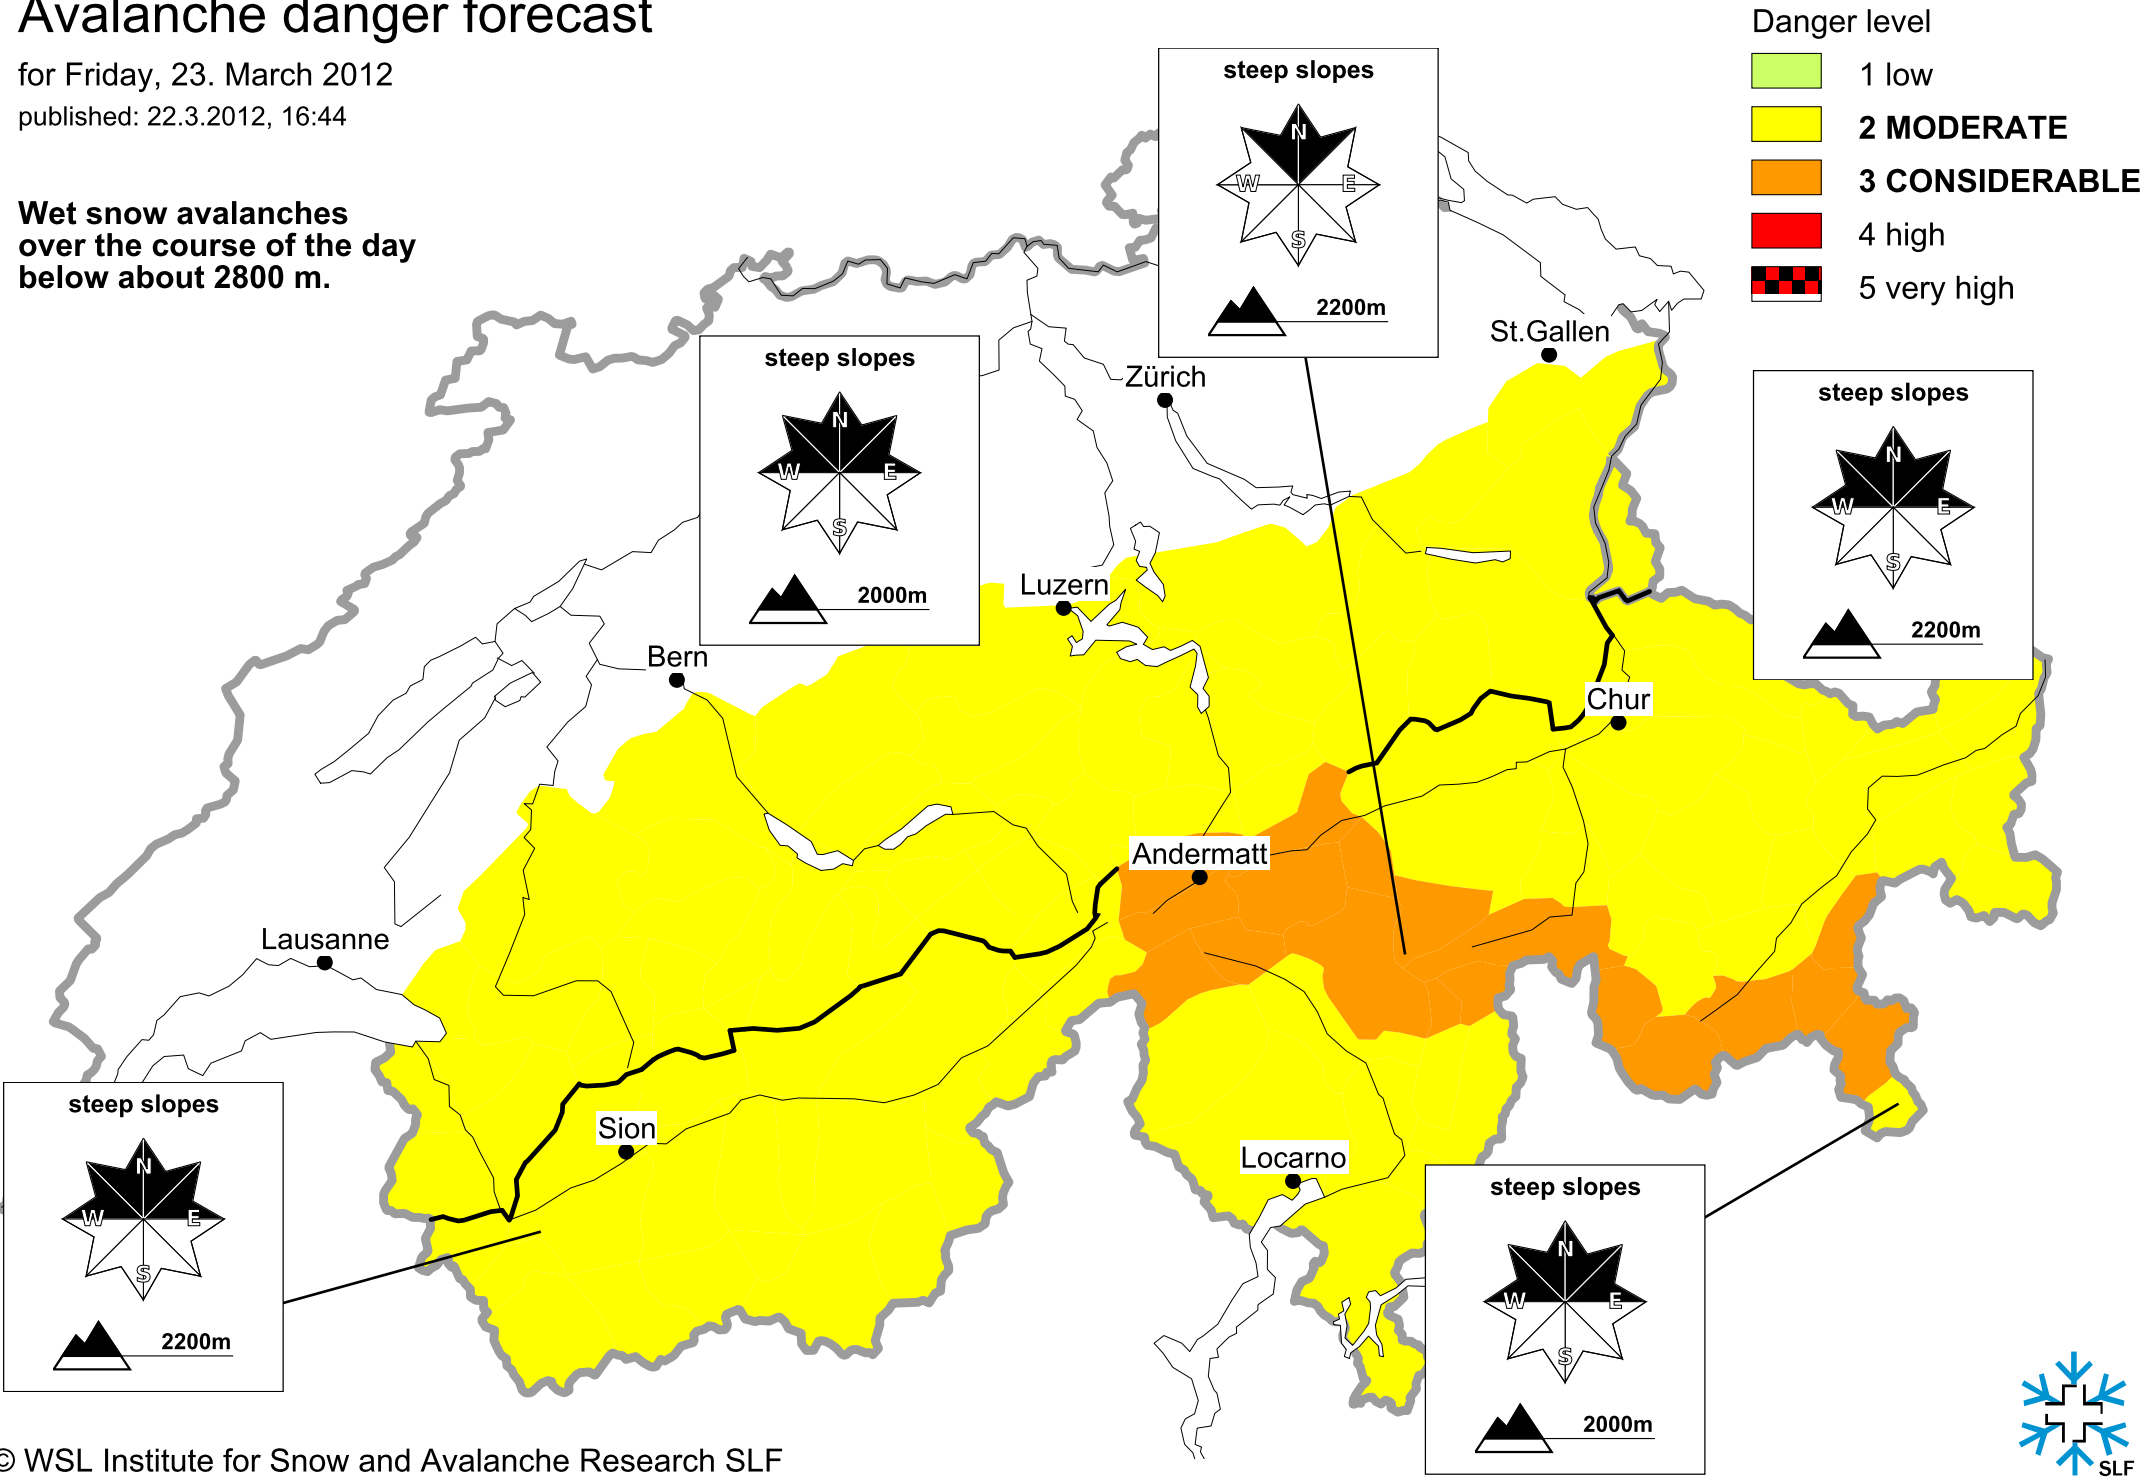 Avalanche danger forecast
for Friday, 23. March 2012
published: 22.3.2012, 16:44
Wet snow avalanches
over the course of the day
below about 2800 m.
Danger level
1 low
2 MODERATE
3 CONSIDERABLE
4 high
5 very high
steep slopes
N
W E
S
2200m
steep slopes
N
W E
S
2000m
steep slopes
N
W E
S
2200m
St.Gallen
Zürich
Luzern
Bern
Chur
Andermatt
Lausanne
Sion
Locarno
steep slopes
N
W E
S
2200m
steep slopes
N
W E
S
2000m
© WSL Institute for Snow and Avalanche Research SLF
SLF